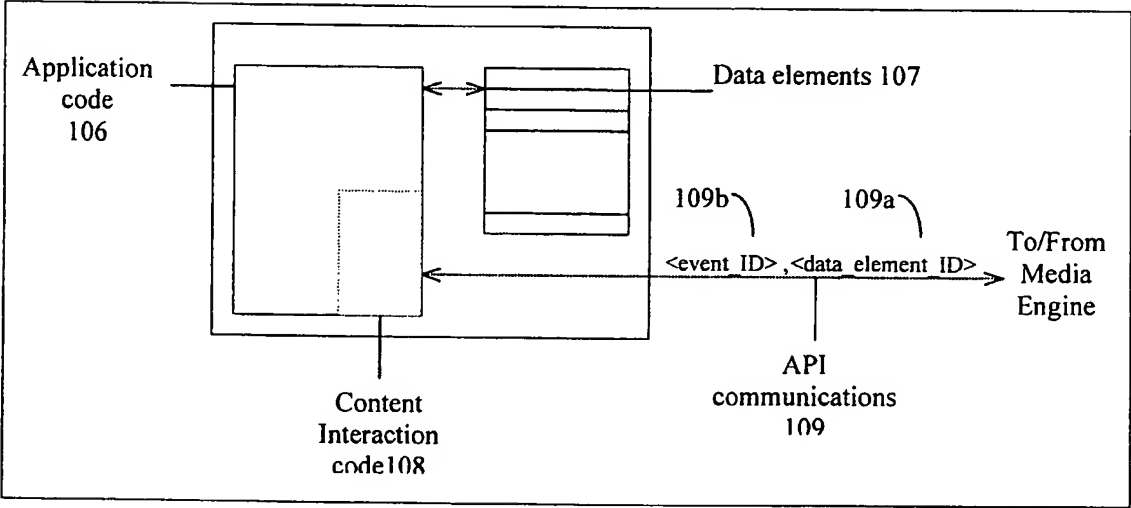 Application
code
106
Data elements 107
109b
109a
<event_ID> ,<data_element_ID>
To/From
Media
Engine
API
communications
109
Content
Interaction
code108